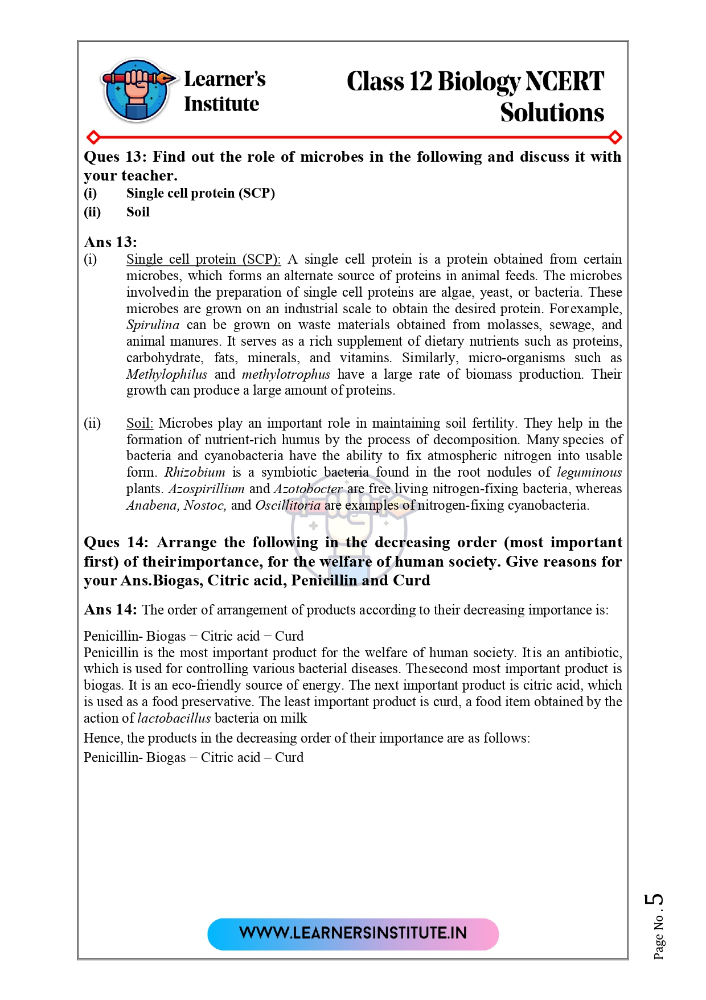 Learner's
Institute
Class 12 Biology NCERT
Solutions
Ques 13: Find out the role of microbes in the following and discuss it with
your teacher.
(i) Single cell protein (SCP)
(ii) Soil
Ans 13:
(i) Single cell protein (SCP): A single cell protein is a protein obtained from certain
microbes, which forms an alternate source of proteins in animal feeds. The microbes
involvedin the preparation of single cell proteins are algae, yeast, or bacteria. These
microbes are grown on an industrial scale to obtain the desired protein. Forexample,
Spirulina can be grown on waste materials obtained from molasses, sewage, and
animal manures. It serves as a rich supplement of dietary nutrients such as proteins,
carbohydrate, fats, minerals, and vitamins. Similarly, micro-organisms such as
Methylophilus and methylotrophus have a large rate of biomass production. Their
growth can produce a large amount of proteins.
(ii) Soil: Microbes play an important role in maintaining soil fertility. They help in the
formation of nutrient-rich humus by the process of decomposition. Many species of
bacteria and cyanobacteria have the ability to fix atmospheric nitrogen into usable
form. Rhizobium is a symbiotic bacteria found in the root nodules of leguminous
plants. Azospirillium and Azotobocter are free living nitrogen-fixing bacteria, whereas
Anabena, Nostoc, and Oscillitoria are examples of nitrogen-fixing cyanobacteria.
Ques 14: Arrange the following in the decreasing order (most important
first) of theirimportance, for the welfare of human society. Give reasons for
your Ans.Biogas, Citric acid, Penicillin and Curd
Ans 14: The order of arrangement of products according to their decreasing importance is:
Penicillin- Biogas − Citric acid − Curd
Penicillin is the most important product for the welfare of human society. It is an antibiotic,
which is used for controlling various bacterial diseases. Thesecond most important product is
biogas. It is an eco-friendly source of energy. The next important product is citric acid, which
is used as a food preservative. The least important product is curd, a food item obtained by the
action of lactobacillus bacteria on milk
Hence, the products in the decreasing order of their importance are as follows:
Penicillin- Biogas − Citric acid – Curd
WWW.LEARNERSINSTITUTE.IN
Page No. 5